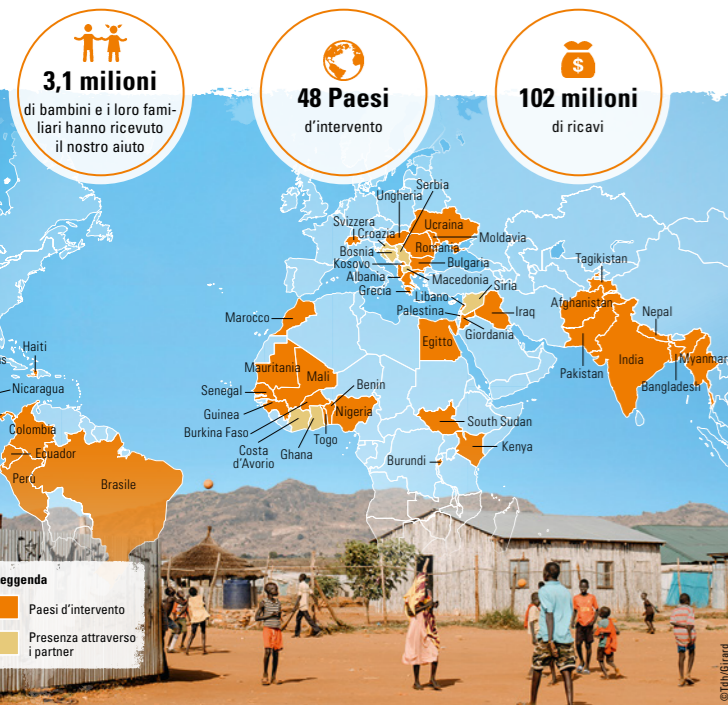 3,1 milioni
di bambini e i loro fami-
liari hanno ricevuto
il nostro aiuto
48 Paesi
d'intervento
102 milioni
di ricavi
Serbia
Ungheria
Svizzera
Croazia
Ucraina
Bosnia
Romania
Moldavia
Kosovo
Bulgaria
Albania
Macedonia
Grecia
Libano
Siria
Palestina
Giordania
Iraq
Tagikistan
Afghanistan
Nepal
Marocco
Egitto
India
Myanmar
Pakistan
Bangladesh
Haiti
Nicaragua
Mauritania
Mali
Benin
Senegal
Guinea
Nigeria
Burkina Faso
Togo
Costa
d'Avorio
Ghana
South Sudan
Kenya
Burundi
Colombia
Ecuador
Perù
Brasile
eggenda
Paesi d'intervento
Presenza attraverso
i partner
©Tdh/Girard